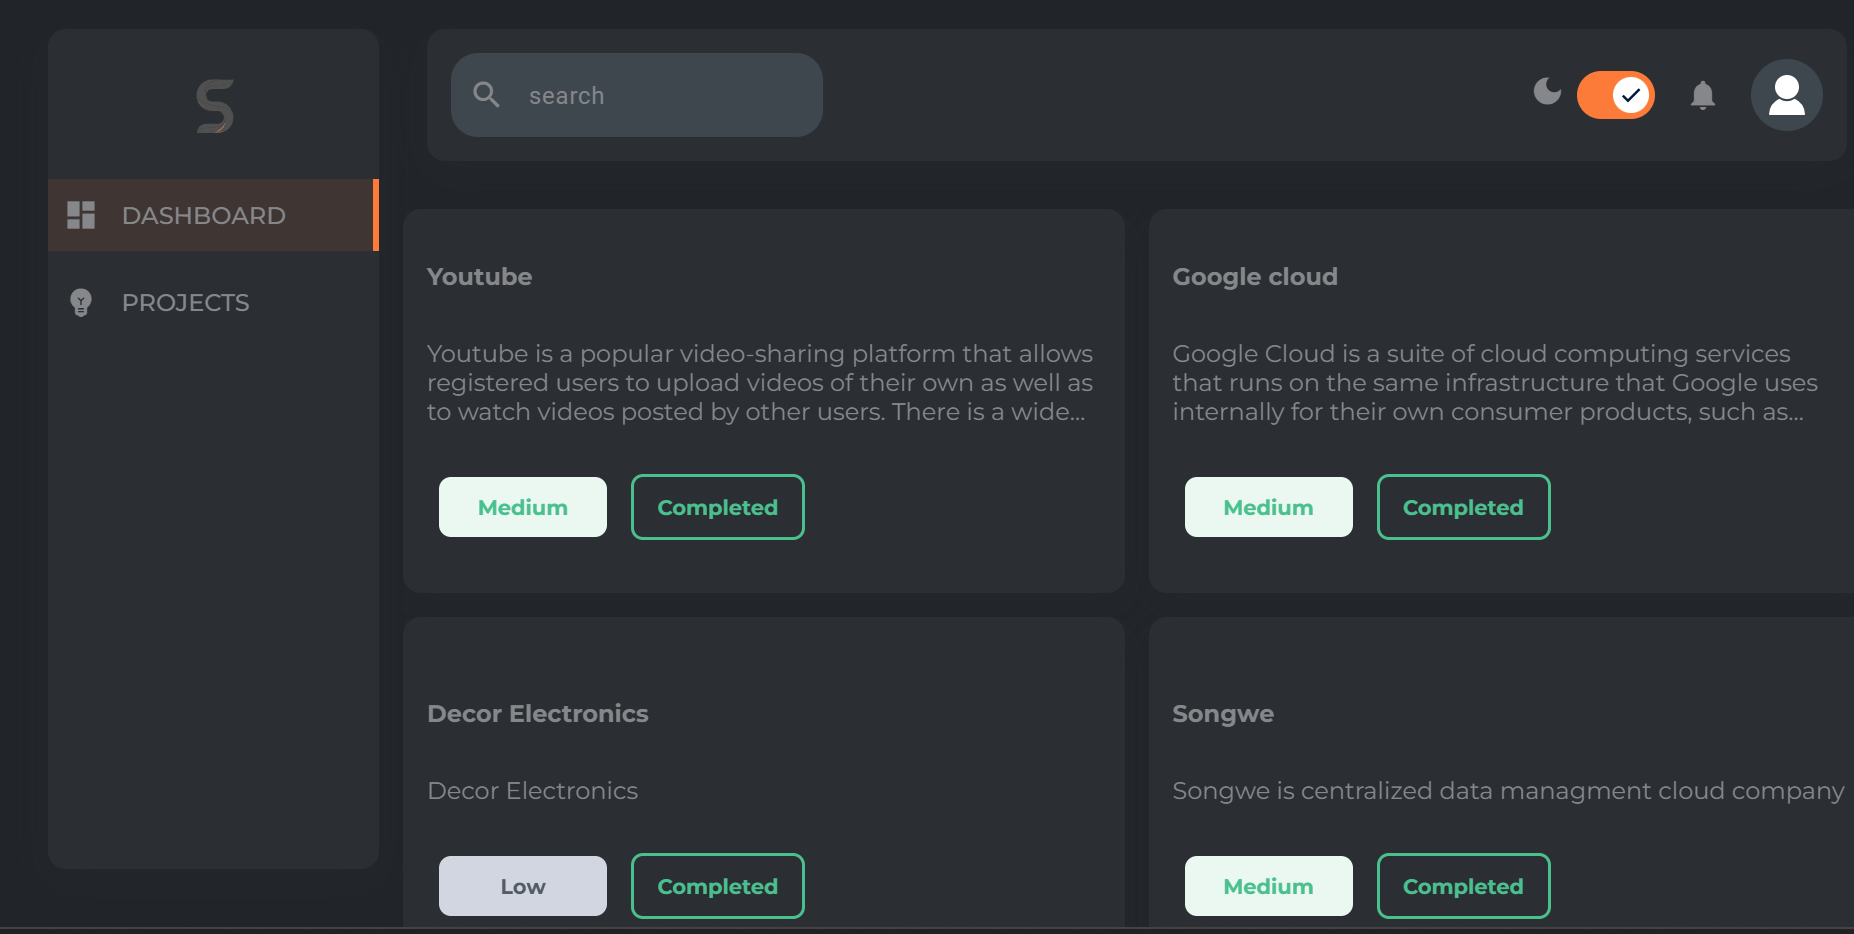 S
search
DASHBOARD
PROJECTS
Youtube
Youtube is a popular video-sharing platform that allows
registered users to upload videos of their own as well as
to watch videos posted by other users. There is a wide...
Medium
Completed
Google cloud
Google Cloud is a suite of cloud computing services
that runs on the same infrastructure that Google uses
internally for their own consumer products, such as...
Medium
Completed
Decor Electronics
Decor Electronics
Low
Completed
Songwe
Songwe is centralized data managment cloud company
Medium
Completed